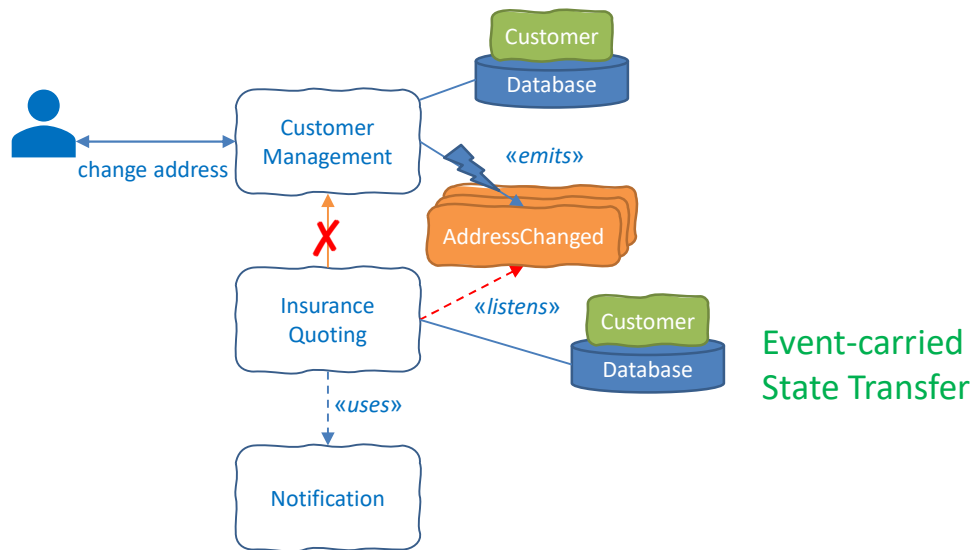 Customer
Database
Customer
Management
«emits»
change address
AddressChanged
Insurance
Quoting
«listens»
Customer
Database
Event-carried
State Transfer
«uses»
Notification